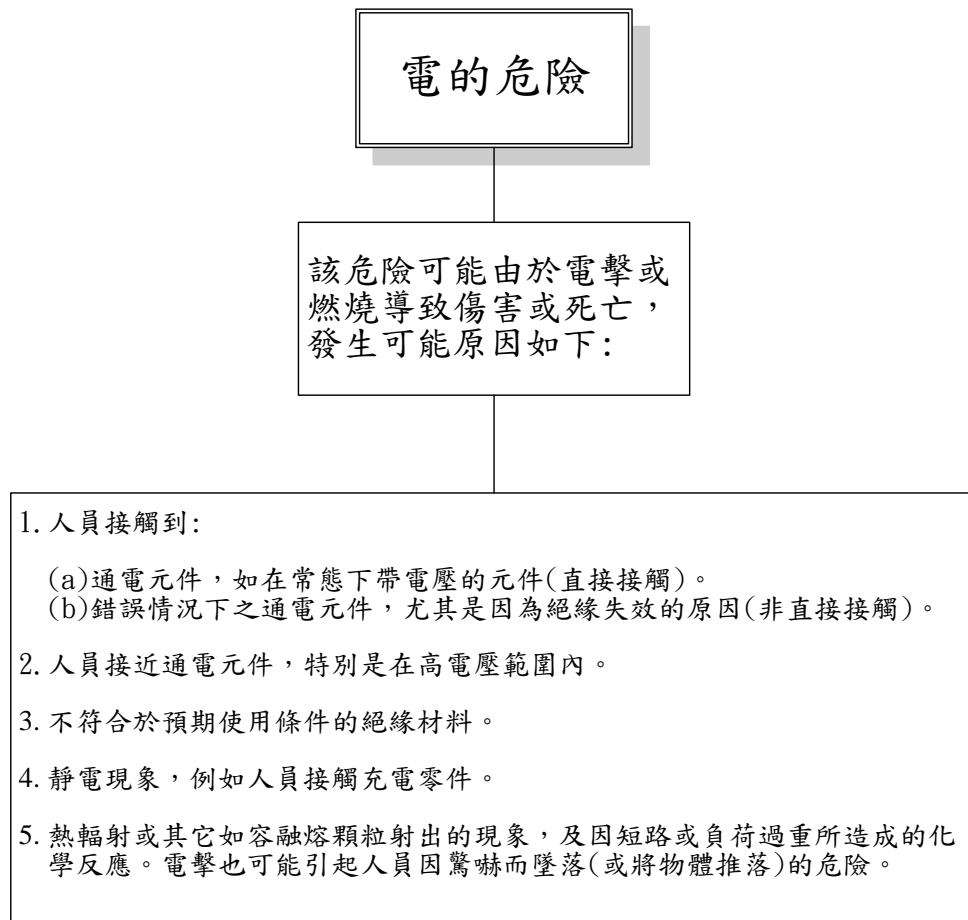 電的危險
該危險可能由於電擊或
燃燒導致傷害或死亡，
發生可能原因如下:
1. 人員接觸到:
(a)通電元件，如在常態下帶電壓的元件(直接接觸)。
(b)錯誤情況下之通電元件，尤其是因為絕緣失效的原因(非直接接觸)。
2. 人員接近通電元件，特別是在高電壓範圍內。
3. 不符合於預期使用條件的絕緣材料。
4. 靜電現象，例如人員接觸充電零件。
5. 熱輻射或其它如容融熔顆粒射出的現象，及因短路或負荷過重所造成的化
學反應。電擊也可能引起人員因驚嚇而墜落(或將物體推落)的危險。